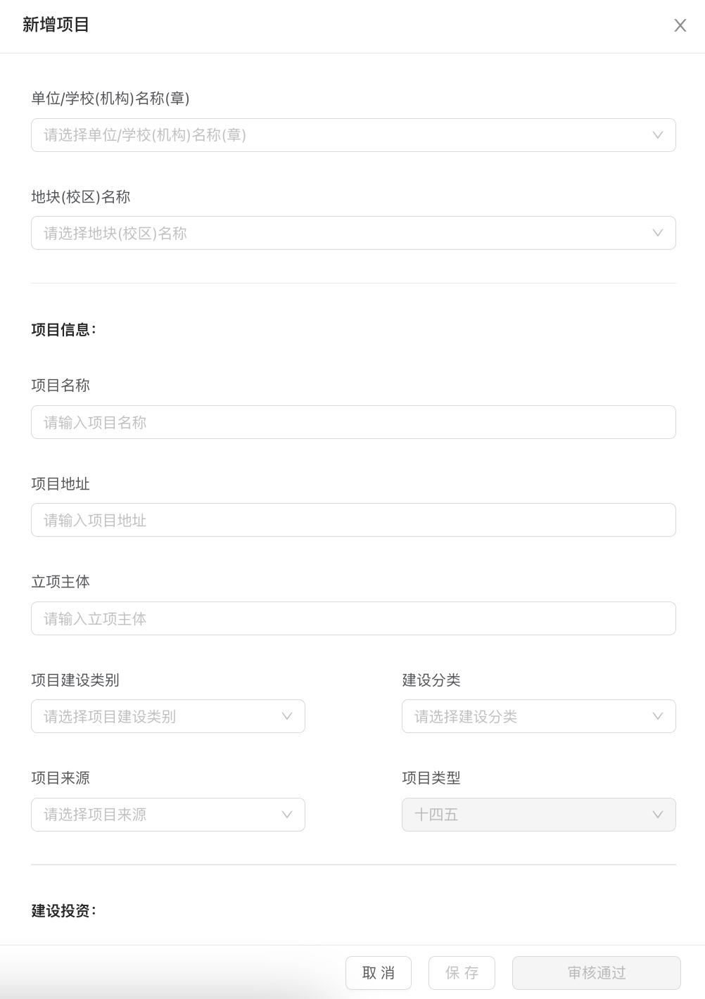 新增项目
单位/学校(机构)名称(章)
请选择单位/学校(机构)名称(章)
地块(校区)名称
请选择地块(校区)名称
项目信息:
项目名称
请输入项目名称
项目地址
请输入项目地址
立项主体
请输入立项主体
项目建设类别 建设分类
请选择项目建设类别 请选择建设分类
项目来源 项目类型
请选择项目来源 十四五
建设投资:
取 消 保 存 审核通过